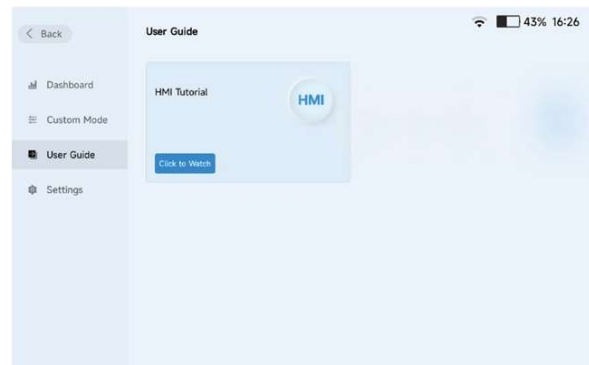 Back
User Guide
43% 16:26
Dashboard
Custom Mode
User Guide
Settings
HMI Tutorial
HMI
Click to Watch